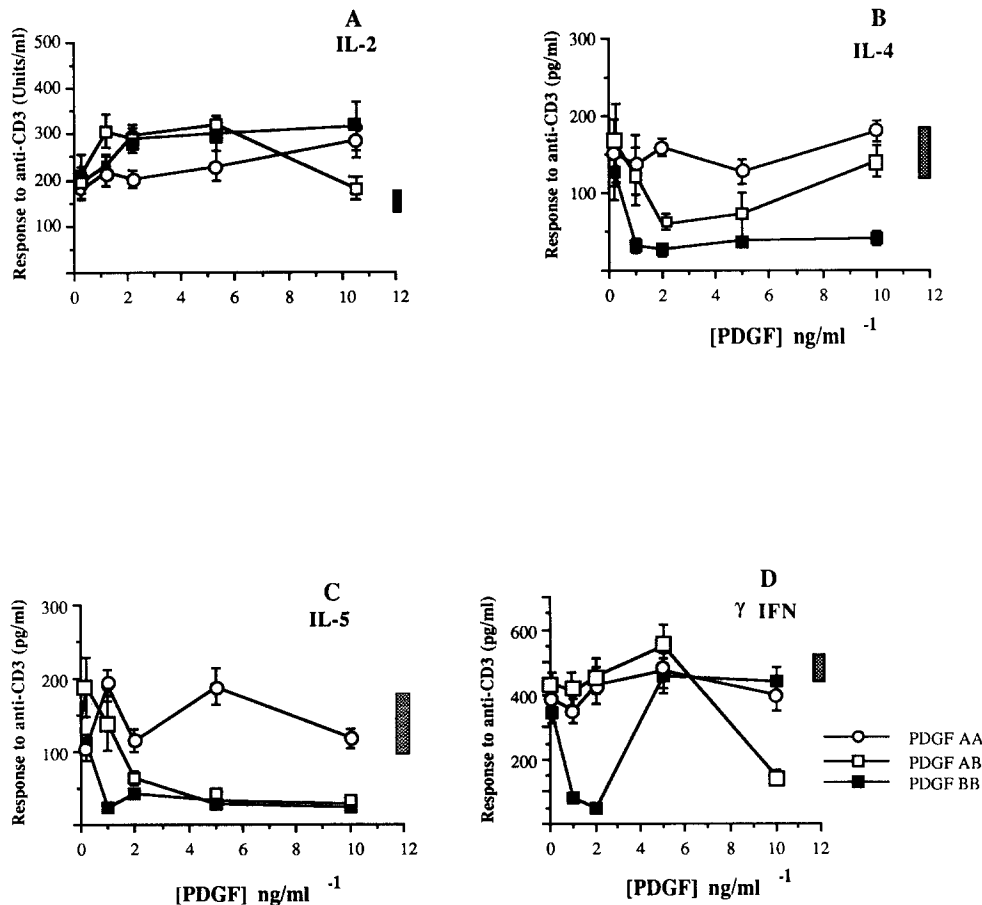 A
IL-2
Response to anti-CD3 (Units/ml)
500
400
300
200
100
0 2 4 6 8 10 12
B
IL-4
Response to anti-CD3 (pg/ml)
300
200
100
0
0 2 4 6 8 10 12
[PDGF] ng/ml -1
C
IL-5
Response to anti-CD3 (pg/ml)
300
200
100
0
0 2 4 6 8 10 12
[PDGF] ng/ml -1
D
γ IFN
Response to anti-CD3 (pg/ml)
600
400
200
0
0 2 4 6 8 10 12
[PDGF] ng/ml -1
PDGF AA
PDGF AB
PDGF BB